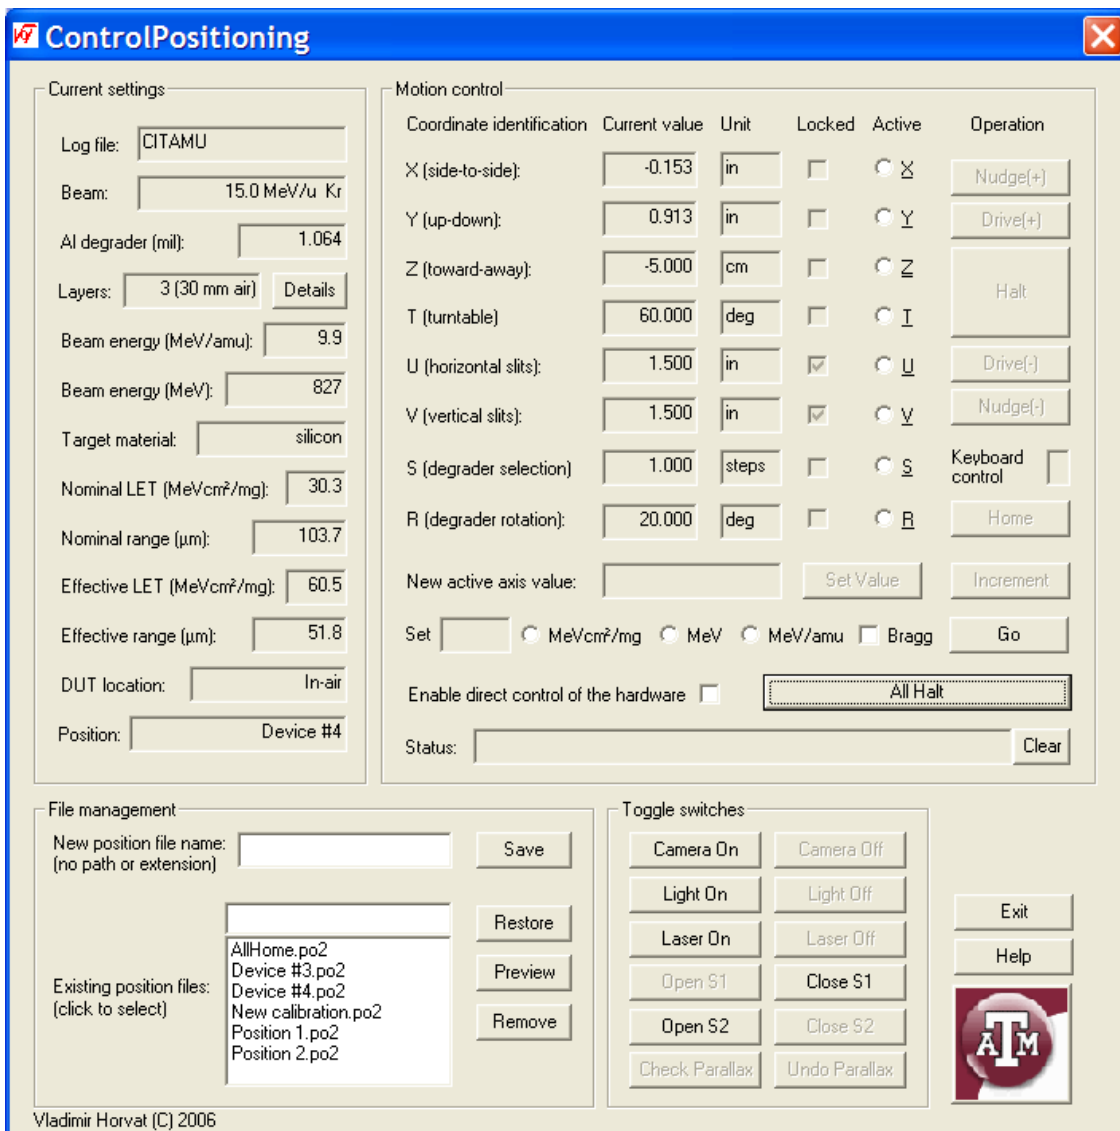 ControlPositioning
Current settings
Log file: CITAMU
Beam: 15.0 MeV/u Kr
Al degrader (mil): 1.064
Layers: 3 (30 mm air) Details
Beam energy (MeV/amu): 9.9
Beam energy (MeV): 827
Target material: silicon
Nominal LET (MeVcm²/mg): 30.3
Nominal range (µm): 103.7
Effective LET (MeVcm²/mg): 60.5
Effective range (µm): 51.8
DUT location: In-air
Position: Device #4
Motion control
Coordinate identification Current value Unit Locked Active Operation
X (side-to-side): -0.153 in X Nudge(+)
Y (up-down): 0.913 in Y Drive(+)
Z (toward-away): -5.000 cm Z Halt
T (turntable) 60.000 deg T
U (horizontal slits): 1.500 in U Drive(-)
V (vertical slits): 1.500 in V Nudge(-)
S (degrader selection) 1.000 steps S Keyboard control
R (degrader rotation): 20.000 deg R Home
New active axis value: Set Value Increment
Set MeVcm²/mg MeV MeV/amu Bragg Go
Enable direct control of the hardware All Halt
Status: Clear
File management
New position file name: Save
(no path or extension)
Restore
Preview
Remove
Existing position files:
(click to select)
AllHome.po2
Device #3.po2
Device #4.po2
New calibration.po2
Position 1.po2
Position 2.po2
Toggle switches
Camera On Camera Off
Light On Light Off
Laser On Laser Off
Open S1 Close S1
Open S2 Close S2
Check Parallax Undo Parallax
Exit
Help
ATM
Vladimir Horvat (C) 2006